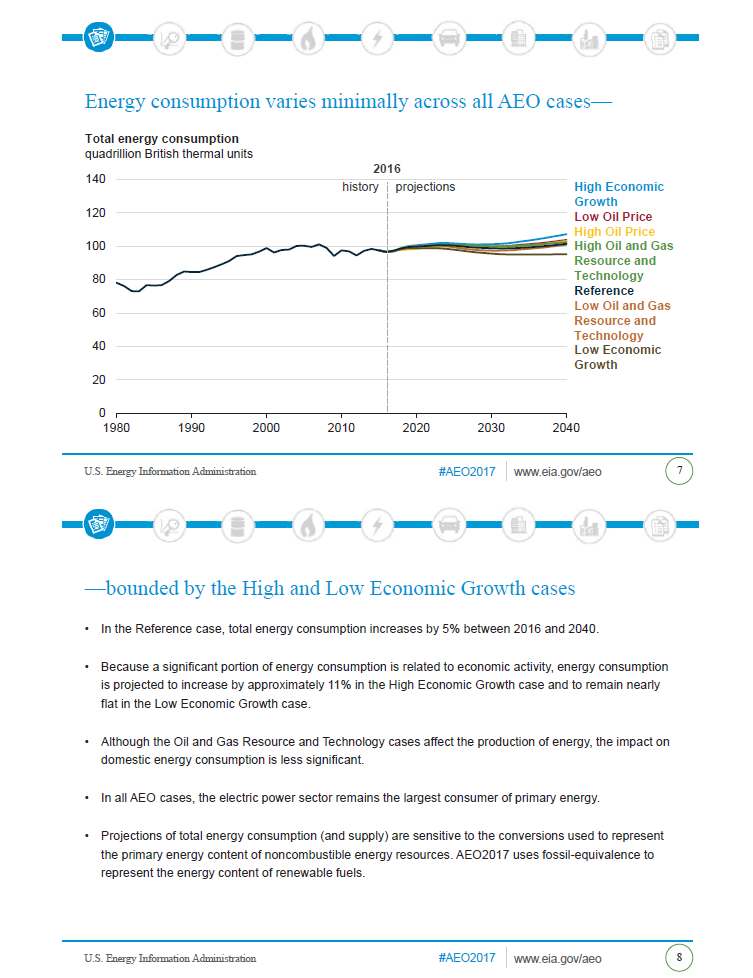 Energy consumption varies minimally across all AEO cases—
Total energy consumption
quadrillion British thermal units
2016
history
projections
140
120
100
80
60
40
20
0
1980
1990
2000
2010
2020
2030
2040
High Economic
Growth
Low Oil Price
High Oil Price
High Oil and Gas
Resource and
Technology
Reference
Low Oil and Gas
Resource and
Technology
Low Economic
Growth
U.S. Energy Information Administration
#AEO2017
www.eia.gov/aeo
7
—bounded by the High and Low Economic Growth cases
• In the Reference case, total energy consumption increases by 5% between 2016 and 2040.
• Because a significant portion of energy consumption is related to economic activity, energy consumption
is projected to increase by approximately 11% in the High Economic Growth case and to remain nearly
flat in the Low Economic Growth case.
• Although the Oil and Gas Resource and Technology cases affect the production of energy, the impact on
domestic energy consumption is less significant.
• In all AEO cases, the electric power sector remains the largest consumer of primary energy.
• Projections of total energy consumption (and supply) are sensitive to the conversions used to represent
the primary energy content of noncombustible energy resources. AEO2017 uses fossil-equivalence to
represent the energy content of renewable fuels.
U.S. Energy Information Administration
#AEO2017
www.eia.gov/aeo
8